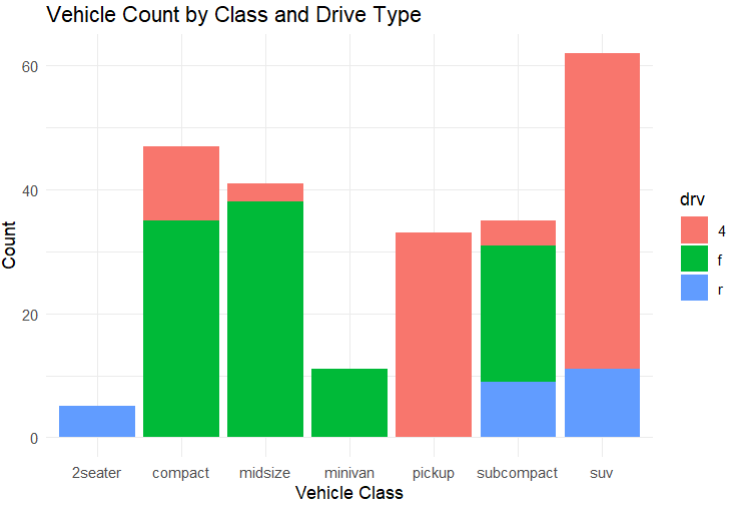 Vehicle Count by Class and Drive Type
60
40
20
0
Count
2seater compact midsize minivan pickup subcompact suv
Vehicle Class
drv
4
f
r